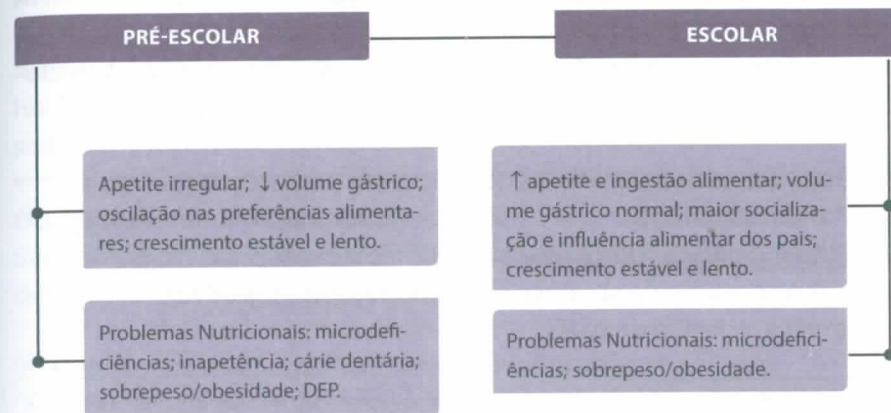 PRÉ-ESCOLAR
Apetite irregular; ↓ volume gástrico;
oscilação nas preferências alimenta-
res; crescimento estável e lento.
Problemas Nutricionais: microdefi-
ciências; inapetência; cárie dentária;
sobrepeso/obesidade; DEP.
ESCOLAR
↑ apetite e ingestão alimentar; volu-
me gástrico normal; maior socializa-
ção e influência alimentar dos pais;
crescimento estável e lento.
Problemas Nutricionais: microdefici-
ências; sobrepeso/obesidade.